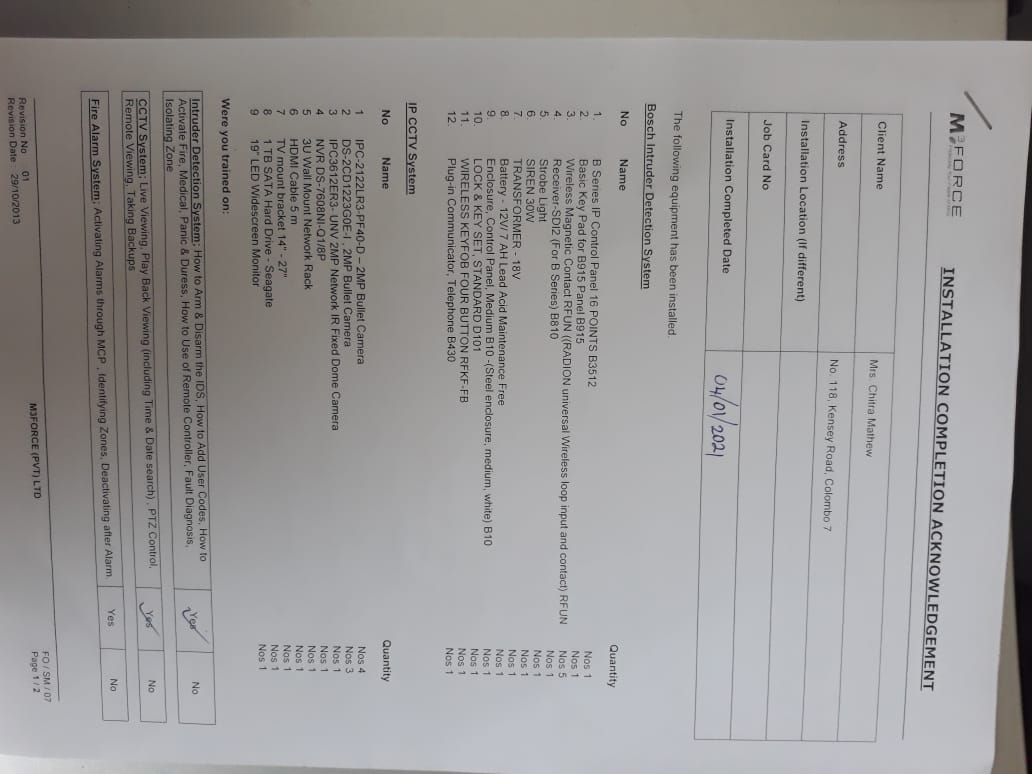 M3FORCE
INSTALLATION COMPLETION ACKNOWLEDGEMENT
Client Name Mrs. Chitra Mathew
Address No. 118, Kensey Road, Colombo 7
Installation Location (If different)
Job Card No
Installation Completed Date 04/01/2021
The following equipment has been installed.
Bosch Intruder Detection System
No Name Quantity
1. B Series IP Control Panel 16 POINTS B3512 Nos 1
2. Basic Key Pad for B915 Panel B915 Nos 1
3. Wireless Magnetic Contact RFUN ((RADION universal Wireless loop input and contact) RFUN Nos 5
4. Receiver-SDI2 (For B Series) B810 Nos 1
5. Strobe Light Nos 1
6. SIREN 30W Nos 1
7. TRANSFORMER - 18V Nos 1
8. Battery - 12V/7 AH Lead Acid Maintenance Free Nos 1
9. Enclosure, Control Panel, Medium B10 -(Steel enclosure, medium, white) B10 Nos 1
10. LOCK & KEY SET, STANDARD D101 Nos 1
11. WIRELESS KEYFOB FOUR BUTTON RFKF-FB Nos 1
12. Plug-in Communicator, Telephone B430 Nos 1
IP CCTV System
No Name Quantity
1 IPC-2122LR3-PF40-D – 2MP Bullet Camera Nos 4
2 DS-2CD1223G0E-I , 2MP Bullet Camera Nos 3
3 IPC3612ER3- UNV 2MP Network IR Fixed Dome Camera Nos 1
4 NVR DS-7608NI-Q1/8P Nos 1
5 3U Wall Mount Network Rack Nos 1
6 HDMI Cable 5 m Nos 1
7 TV mount bracket 14" - 27" Nos 1
8 1 TB SATA Hard Drive - Seagate Nos 1
9 19" LED Widescreen Monitor Nos 1
Were you trained on:
Intruder Detection System; How to Arm & Disarm the IDS, How to Add User Codes, How to Yes No
Activate Fire, Medical, Panic & Duress, How to Use of Remote Controller, Fault Diagnosis,
Isolating Zone
CCTV System; Live Viewing, Play Back Viewing (including Time & Date search) , PTZ Control, Yes No
Remote Viewing, Taking Backups
Fire Alarm System; Activating Alarms through MCP , Identifying Zones, Deactivating after Alarm. Yes No
FO / SM / 07
Revision No 01 M3FORCE (PVT) LTD Page 1 / 2
Revision Date 29/10/2013